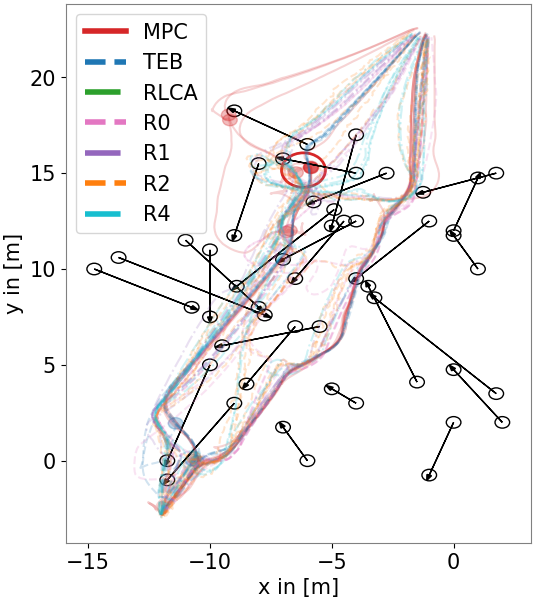 MPC
TEB
RLCA
R0
R1
R2
R4
20
15
10
5
0
y in [m]
−15 −10 −5 0
x in [m]